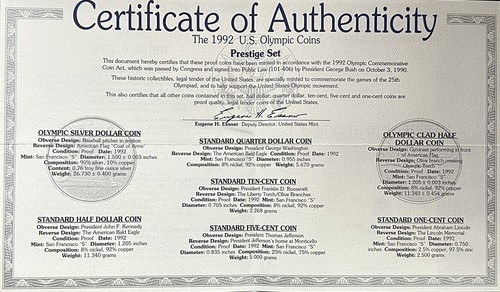 Certificate of Authenticity
The 1992 U.S. Olympic Coins
Prestige Set
This document hereby certifies that these proof coins have been minted in accordance with the 1992 Olympic Commemorative
Coin Act, which was passed by Congress and signed into Public Law (101-406) by President George Bush on October 3, 1990.
These historic collectibles, legal tender of the United States, are specially minted to commemorate the games of the 25th
Olympiad, and to help support the United States Olympic movement.
This also certifies that all other coins contained in this set, half dollar, quarter dollar, ten-cent, five-cent and one-cent coins are
proof quality, legal tender coins of the United States.
Eugene H. Essner
Eugene H. Essner - Deputy Director, United States Mint
OLYMPIC SILVER DOLLAR COIN
Obverse Design: Baseball pitcher in motion
Reverse Design: American Flag "Coat of Arms"
Condition: Proof Date: 1992
Mint: San Francisco "S" Diameter: 1.500 ± 0.003 inches
Composition: 90% silver, 10% copper
Content: 0.76 troy fine ounce silver
Weight: 26.730 ± 0.400 grams
STANDARD HALF DOLLAR COIN
Obverse Design: President John F. Kennedy
Reverse Design: The American Bald Eagle
Condition: Proof Date: 1992
Mint: San Francisco "S" Diameter: 1.205 inches
Composition: 8% nickel, 92% copper
Weight: 11.340 grams
STANDARD QUARTER DOLLAR COIN
Obverse Design: President George Washington
Reverse Design: The American Bald Eagle Condition: Proof
Date: 1992 Mint: San Francisco "S" Diameter: 0.955 inches
Composition: 8% nickel, 92% copper Weight: 5.670 grams
STANDARD TEN-CENT COIN
Obverse Design: President Franklin D. Roosevelt
Reverse Design: The Liberty Torch/Olive Branches
Condition: Proof Date: 1992 Mint: San Francisco "S"
Diameter: 0.705 inches Composition: 8% nickel, 92% copper
Weight: 2.268 grams
STANDARD FIVE-CENT COIN
Obverse Design: President Thomas Jefferson
Reverse Design: President Jefferson's home at Monticello
Condition: Proof Date: 1992 Mint: San Francisco "S"
Diameter: 0.835 inches Composition: 25% nickel, 75% copper
Weight: 5.000 grams
OLYMPIC CLAD HALF
DOLLAR COIN
Obverse Design: Gymnast performing in front
of American Flag
Reverse Design: Olive branch crossing
Olympic Torch
Condition: Proof Date: 1992
Mint: San Francisco "S"
Diameter: 1.205 ± 0.003 inches
Composition: 8% nickel, 92% copper
Weight: 11.340 ± 0.454 grams
STANDARD ONE-CENT COIN
Obverse Design: President Abraham Lincoln
Reverse Design: The Lincoln Memorial
Condition: Proof Date: 1992
Mint: San Francisco "S" Diameter: 0.750
inches Composition: 2.5% copper, 97.5% zinc
Weight: 2.500 grams